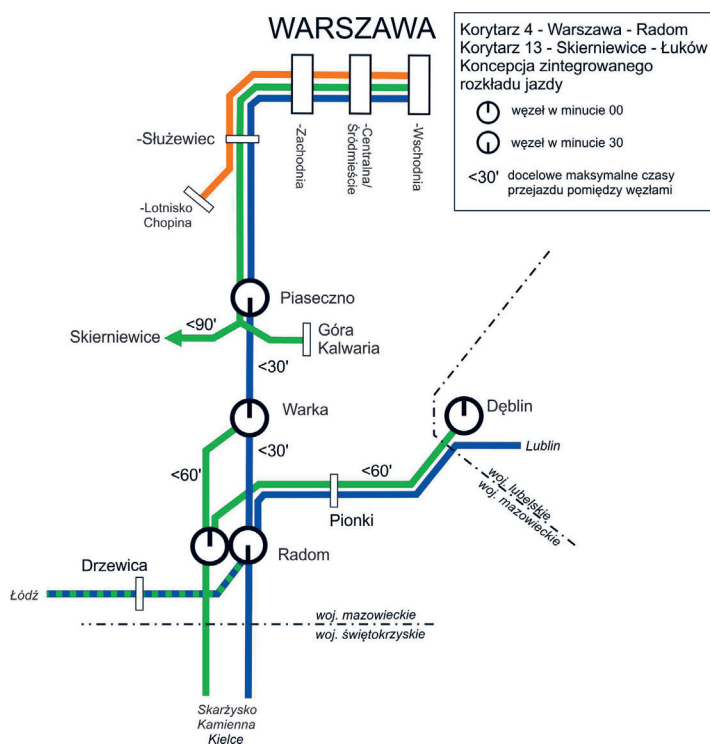 WARSZAWA
Korytarz 4 - Warszawa - Radom
Korytarz 13 - Skierniewice - Łuków
Koncepcja zintegrowanego
rozkładu jazdy
węzeł w minucie 00
węzeł w minucie 30
<30' docelowe maksymalne czasy
przejazdu pomiędzy węzłami
-Zachodnia
-Centralna/
Śródmieście
-Wschodnia
-Służewiec
-Lotnisko
Chopina
Piaseczno
<90'
Skierniewice
Góra
Kalwaria
<30'
Warka
Dęblin
<60'
<30'
<60'
Lublin
woj. lubelskie
woj. mazowieckie
Pionki
Radom
Drzewica
Łódź
woj. mazowieckie
woj. świętokrzyskie
Skarżysko
Kamienna
Kielce